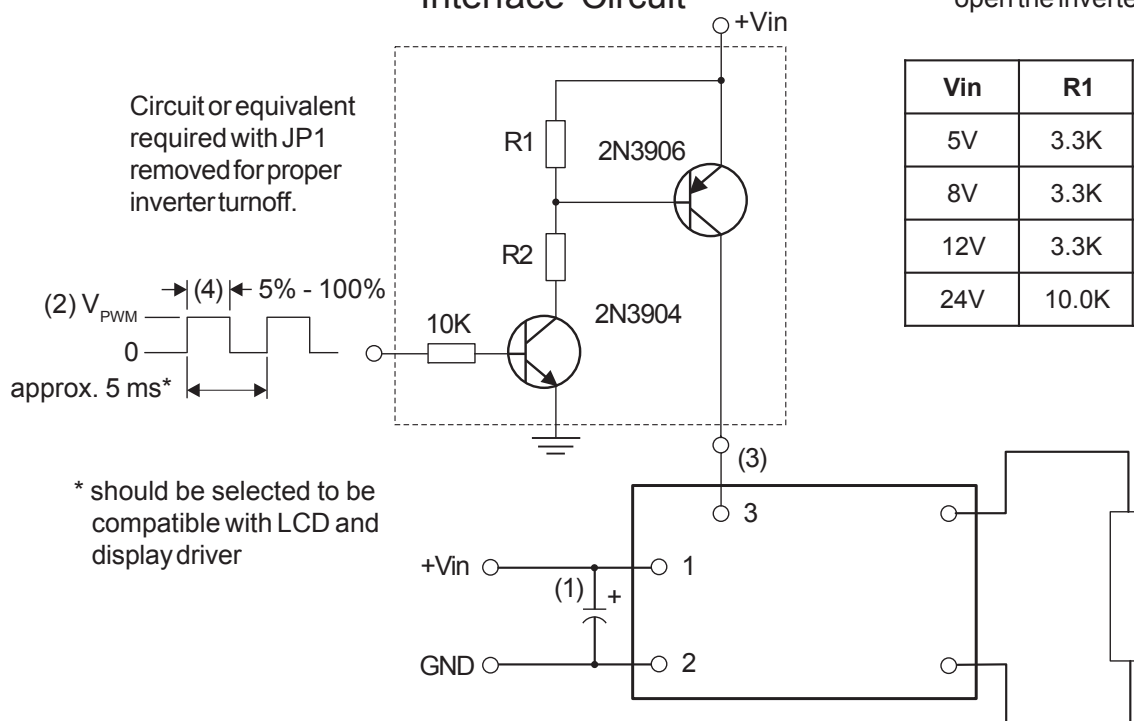 Interface Circuit
open the inverte
+Vin
Circuit or equivalent
required with JP1
removed for proper
inverter turnoff.
R1
2N3906
R2
2N3904
10K
(2) VPWM
(4)
5% - 100%
0
approx. 5 ms*
Vin R1
5V 3.3K
8V 3.3K
12V 3.3K
24V 10.0K
(3)
3
* should be selected to be
compatible with LCD and
display driver
+Vin
1
(1)
+
GND
2